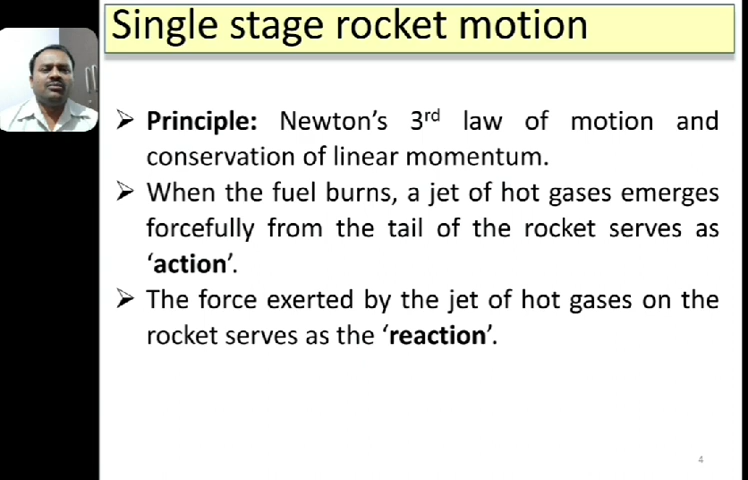 Single stage rocket motion
➢ Principle: Newton’s 3rd law of motion and
conservation of linear momentum.
➢ When the fuel burns, a jet of hot gases emerges
forcefully from the tail of the rocket serves as
‘action’.
➢ The force exerted by the jet of hot gases on the
rocket serves as the ‘reaction’.
4